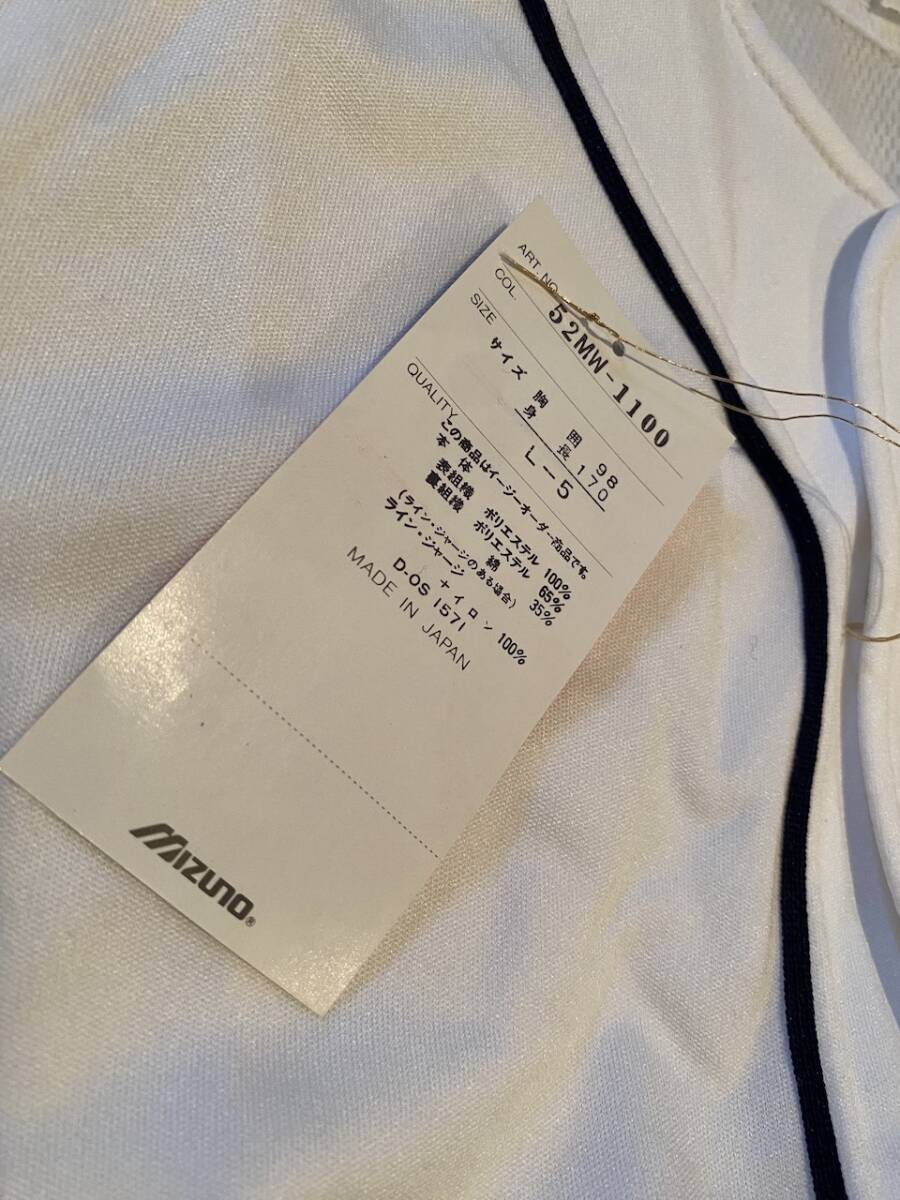 ART. NO. 52MW-1100
COL.
SIZE サイズ 胸囲 98
身長 170
L-5
QUALITY この商品はイージーオーダー商品です。
本体
表組織 ポリエステル 100%
裏組織 ポリエステル 65%
綿 35%
(ライン・ジャージのある場合)
ライン・ジャージ ナイロン 100%
D-OS 1571
MADE IN JAPAN
MIZUNO®